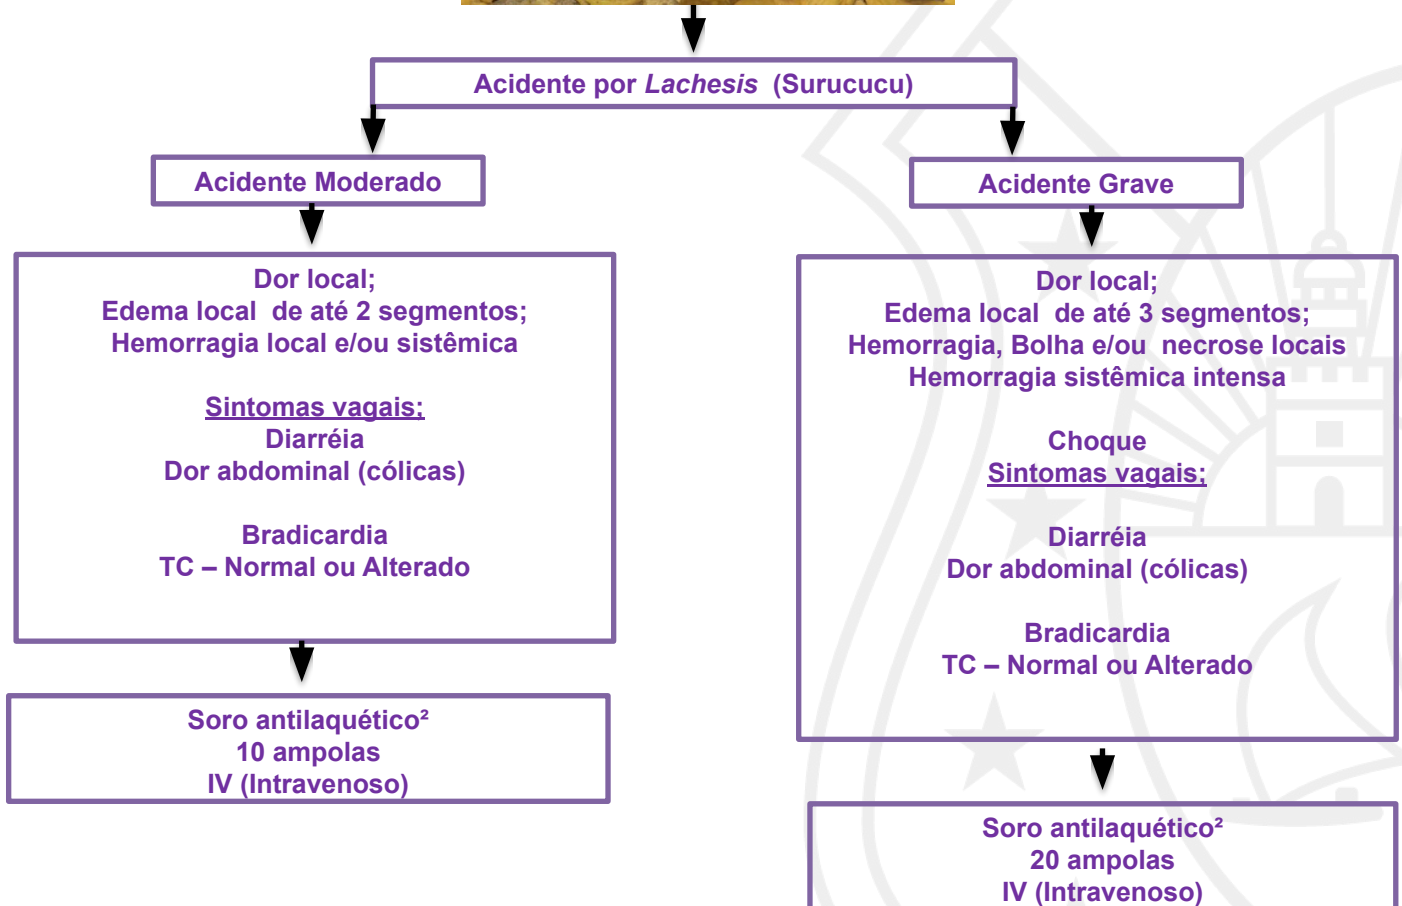 Acidente por Lachesis (Surucucu)
Acidente Moderado
Dor local;
Edema local de até 2 segmentos;
Hemorragia local e/ou sistêmica
Sintomas vagais;
Diarréia
Dor abdominal (cólicas)
Bradicardia
TC – Normal ou Alterado
Soro antilaquético²
10 ampolas
IV (Intravenoso)
Acidente Grave
Dor local;
Edema local de até 3 segmentos;
Hemorragia, Bolha e/ou necrose locais
Hemorragia sistêmica intensa
Choque
Sintomas vagais;
Diarréia
Dor abdominal (cólicas)
Bradicardia
TC – Normal ou Alterado
Soro antilaquético²
20 ampolas
IV (Intravenoso)